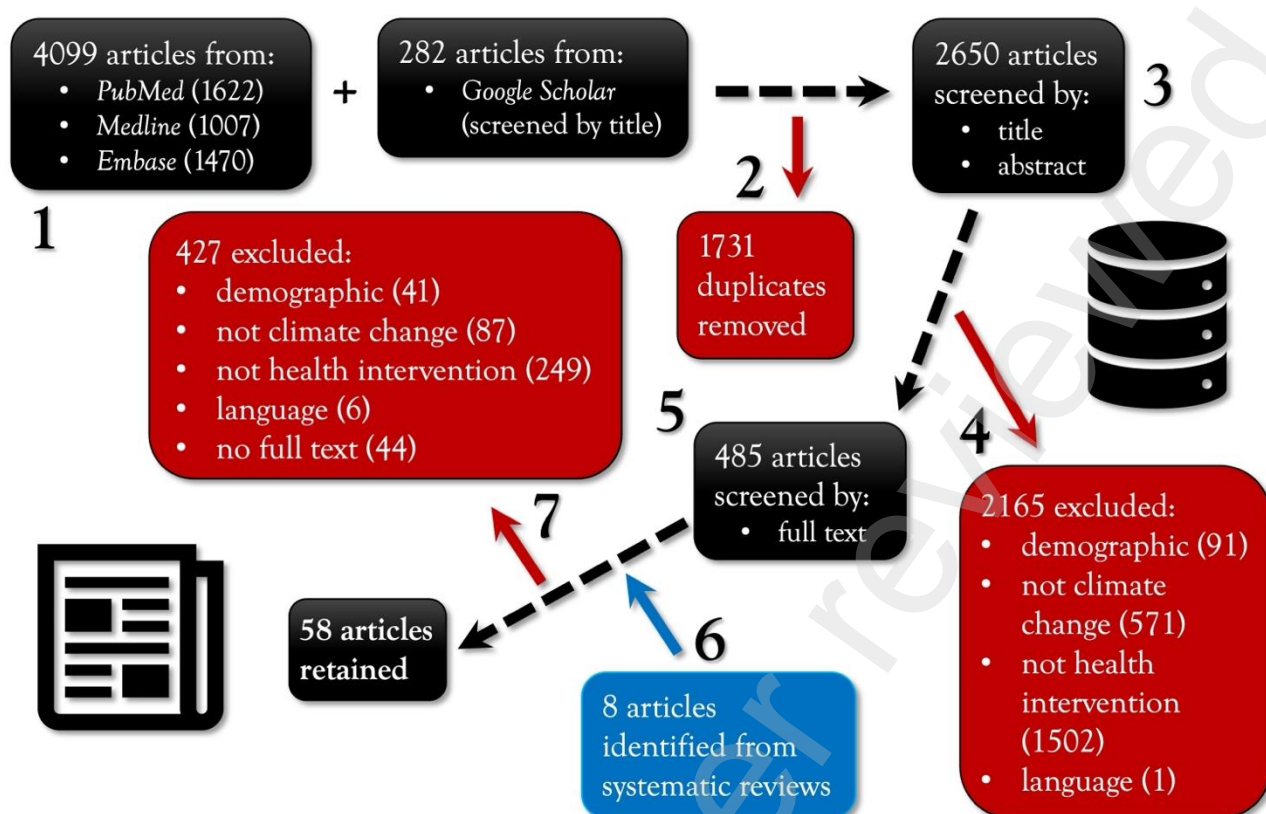 4099 articles from:
• PubMed (1622)
• Medline (1007)
• Embase (1470)
+
282 articles from:
• Google Scholar
(screened by title)
2650 articles
screened by:
• title
• abstract
3
1
2
1731
duplicates
removed
427 excluded:
• demographic (41)
• not climate change (87)
• not health intervention (249)
• language (6)
• no full text (44)
5
485 articles
screened by:
• full text
4
2165 excluded:
• demographic (91)
• not climate
change (571)
• not health
intervention
(1502)
• language (1)
7
58 articles
retained
6
8 articles
identified from
systematic reviews
er reviewed